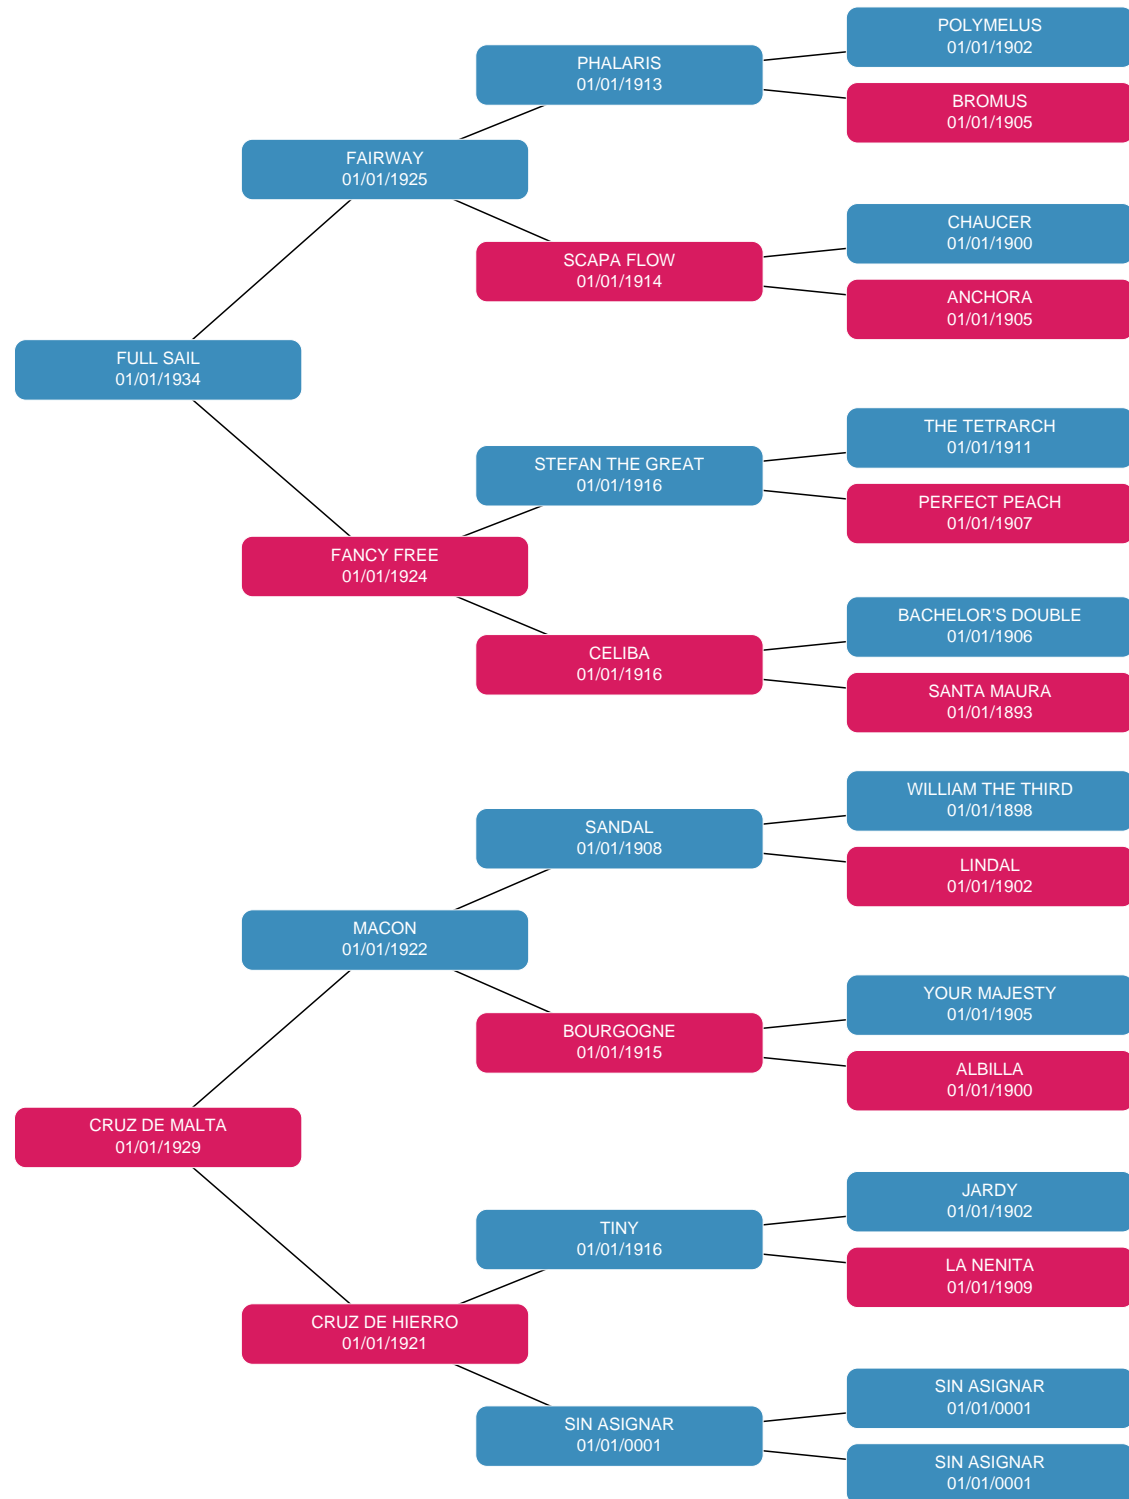 POLYMELUS
01/01/1902
PHALARIS
01/01/1913
BROMUS
01/01/1905
FAIRWAY
01/01/1925
CHAUCER
01/01/1900
SCAPA FLOW
01/01/1914
ANCHORA
01/01/1905
FULL SAIL
01/01/1934
THE TETRARCH
01/01/1911
STEFAN THE GREAT
01/01/1916
PERFECT PEACH
01/01/1907
FANCY FREE
01/01/1924
BACHELOR'S DOUBLE
01/01/1906
CELIBA
01/01/1916
SANTA MAURA
01/01/1893
WILLIAM THE THIRD
01/01/1898
SANDAL
01/01/1908
LINDAL
01/01/1902
MACON
01/01/1922
YOUR MAJESTY
01/01/1905
BOURGOGNE
01/01/1915
ALBILLA
01/01/1900
CRUZ DE MALTA
01/01/1929
JARDY
01/01/1902
TINY
01/01/1916
LA NENITA
01/01/1909
CRUZ DE HIERRO
01/01/1921
SIN ASIGNAR
01/01/0001
SIN ASIGNAR
01/01/0001
SIN ASIGNAR
01/01/0001